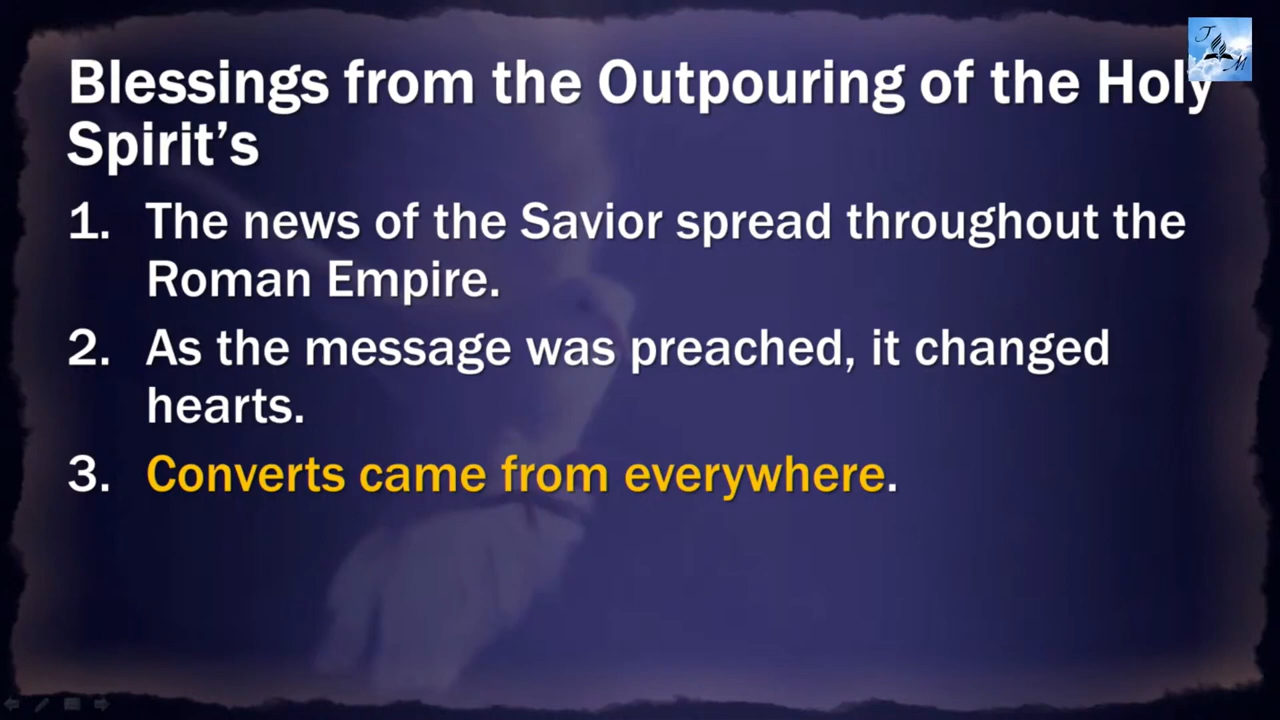 Blessings from the Outpouring of the Holy
Spirit’s
1. The news of the Savior spread throughout the
Roman Empire.
2. As the message was preached, it changed
hearts.
3. Converts came from everywhere.
T
M